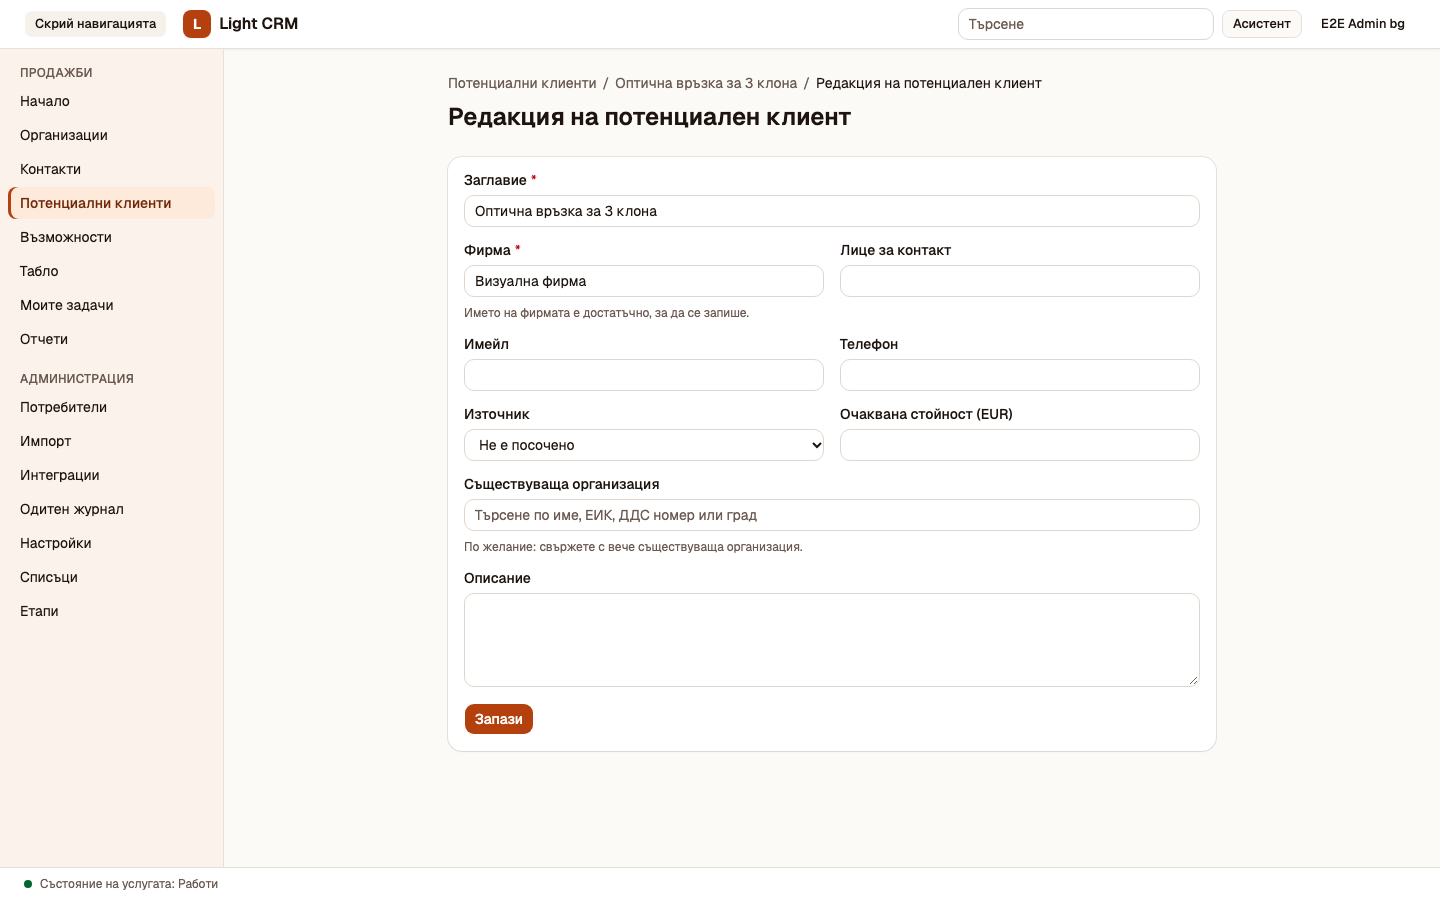 Скрий навигацията
L
Light CRM
Търсене
Асистент
E2E Admin bg
ПРОДАЖБИ
Начало
Организации
Контакти
Потенциални клиенти
Възможности
Табло
Моите задачи
Отчети
АДМИНИСТРАЦИЯ
Потребители
Импорт
Интеграции
Одитен журнал
Настройки
Списъци
Етапи
Потенциални клиенти / Оптична връзка за 3 клона / Редакция на потенциален клиент
Редакция на потенциален клиент
Заглавие *
Оптична връзка за 3 клона
Фирма *
Визуална фирма
Името на фирмата е достатъчно, за да се запише.
Лице за контакт
Имейл
Телефон
Източник
Не е посочено
Очаквана стойност (EUR)
Съществуваща организация
Търсене по име, ЕИК, ДДС номер или град
По желание: свържете с вече съществуваща организация.
Описание
Запази
Състояние на услугата: Работи